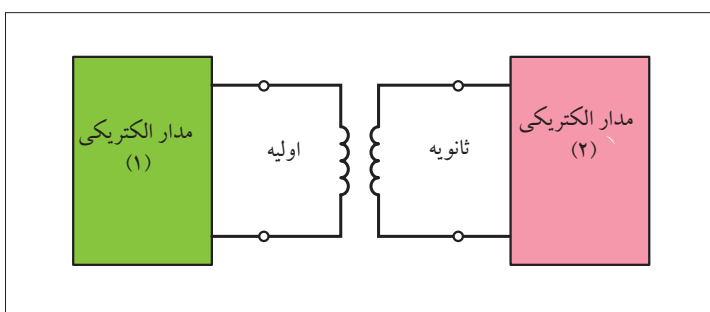 مدار الکتریکی
(۱)
اولیه
ثانویه
مدار الکتریکی
(۲)